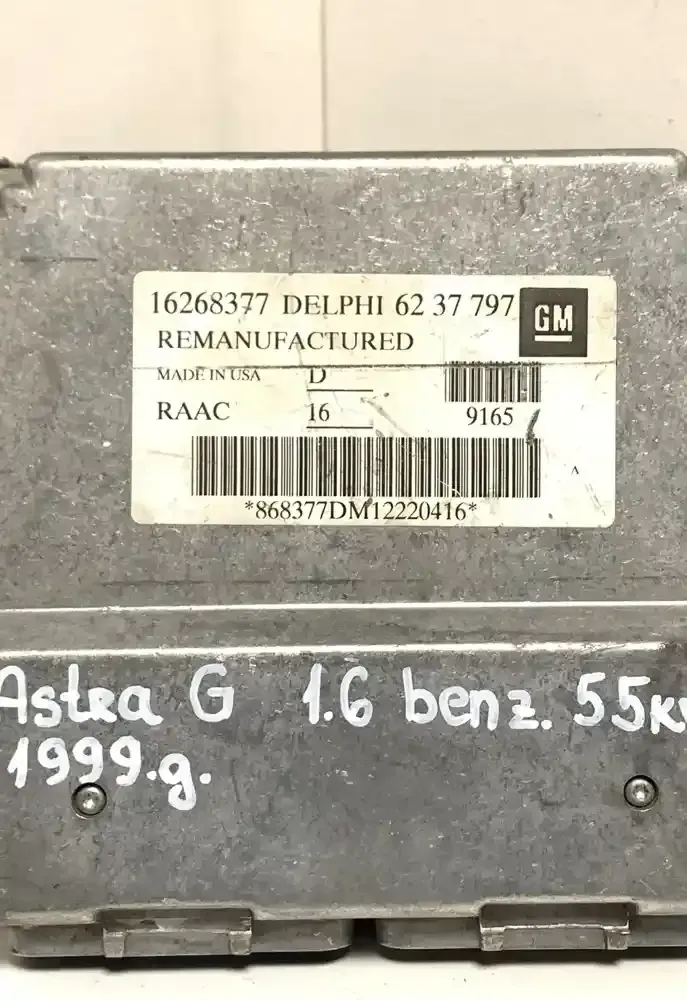 16268377 DELPHI 62 37 797 GM
REMANUFACTURED
MADE IN USA D
RAAC 16 9165
A
*868377DM12220416*
Astra G 1.6 benz. 55
1999.g.